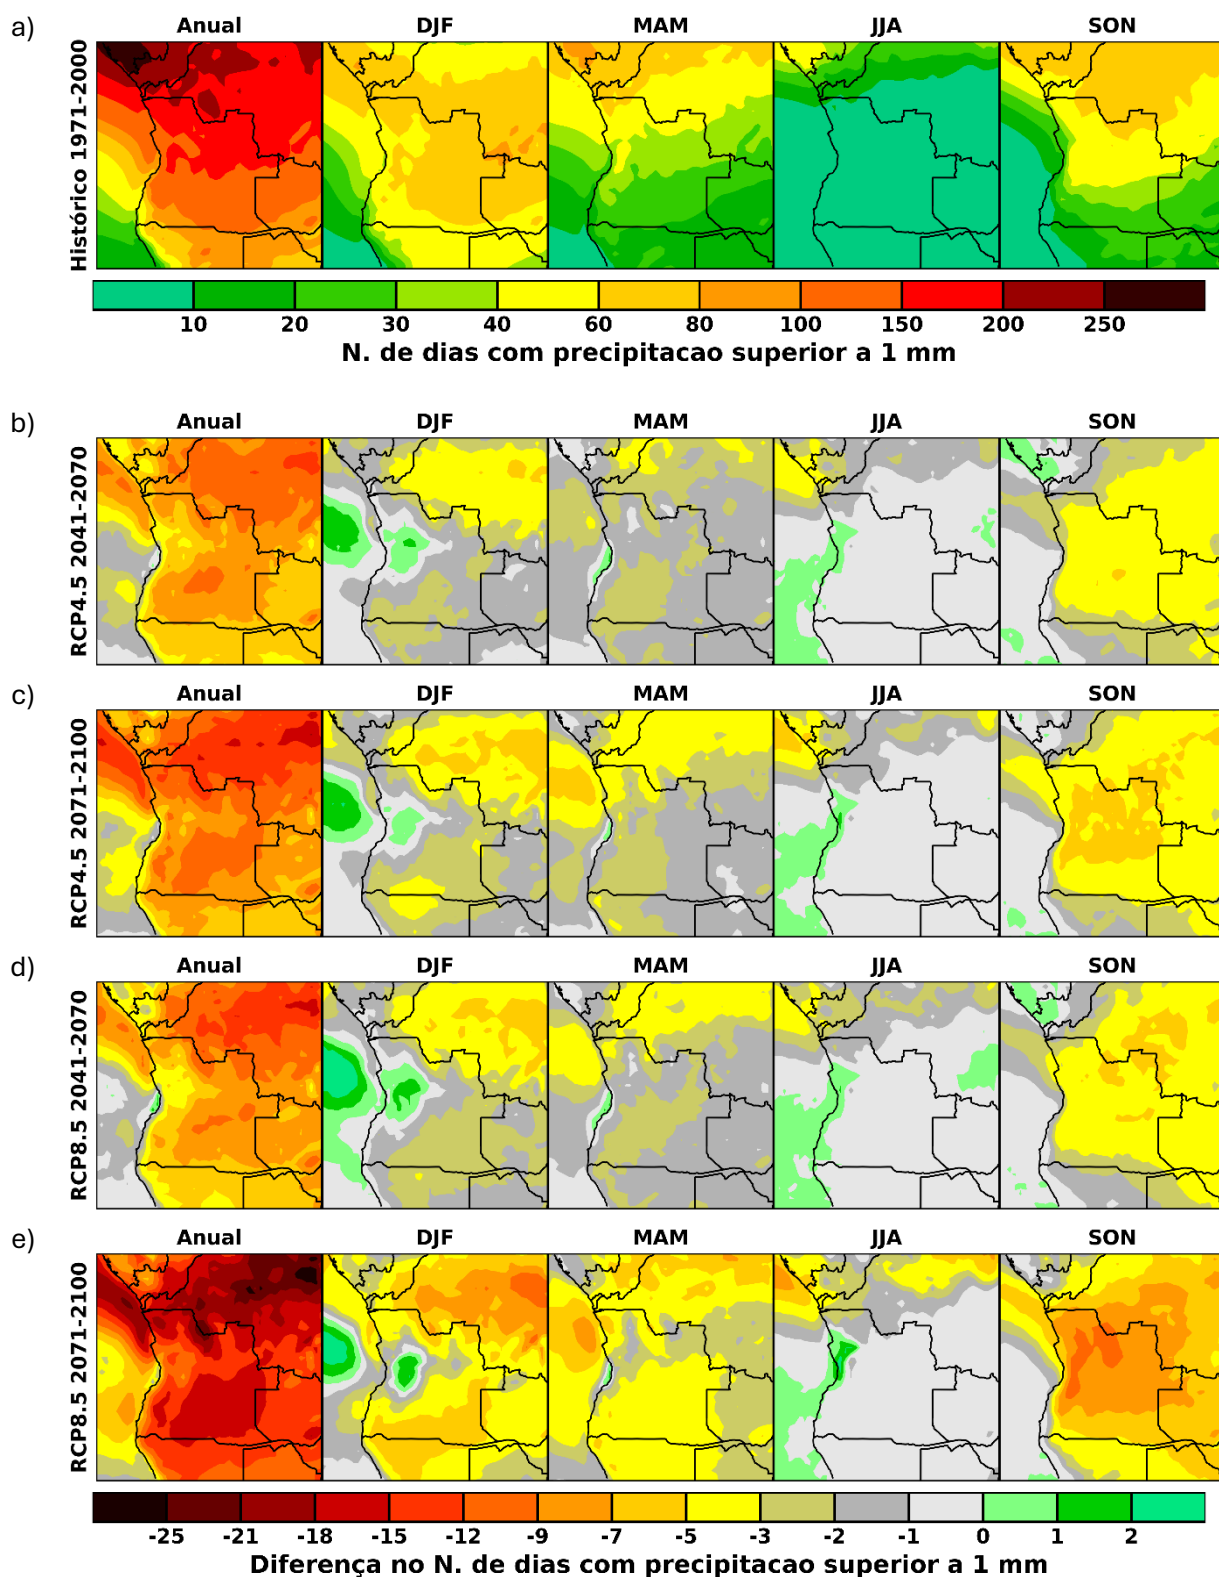 a)
Anual DJF MAM JJA SON
Histórico 1971-2000
10 20 30 40 60 80 100 150 200 250
N. de dias com precipitacao superior a 1 mm
b)
Anual DJF MAM JJA SON
RCP4.5 2041-2070
c)
Anual DJF MAM JJA SON
RCP4.5 2071-2100
d)
Anual DJF MAM JJA SON
RCP8.5 2041-2070
e)
Anual DJF MAM JJA SON
RCP8.5 2071-2100
-25 -21 -18 -15 -12 -9 -7 -5 -3 -2 -1 0 1 2
Diferença no N. de dias com precipitacao superior a 1 mm